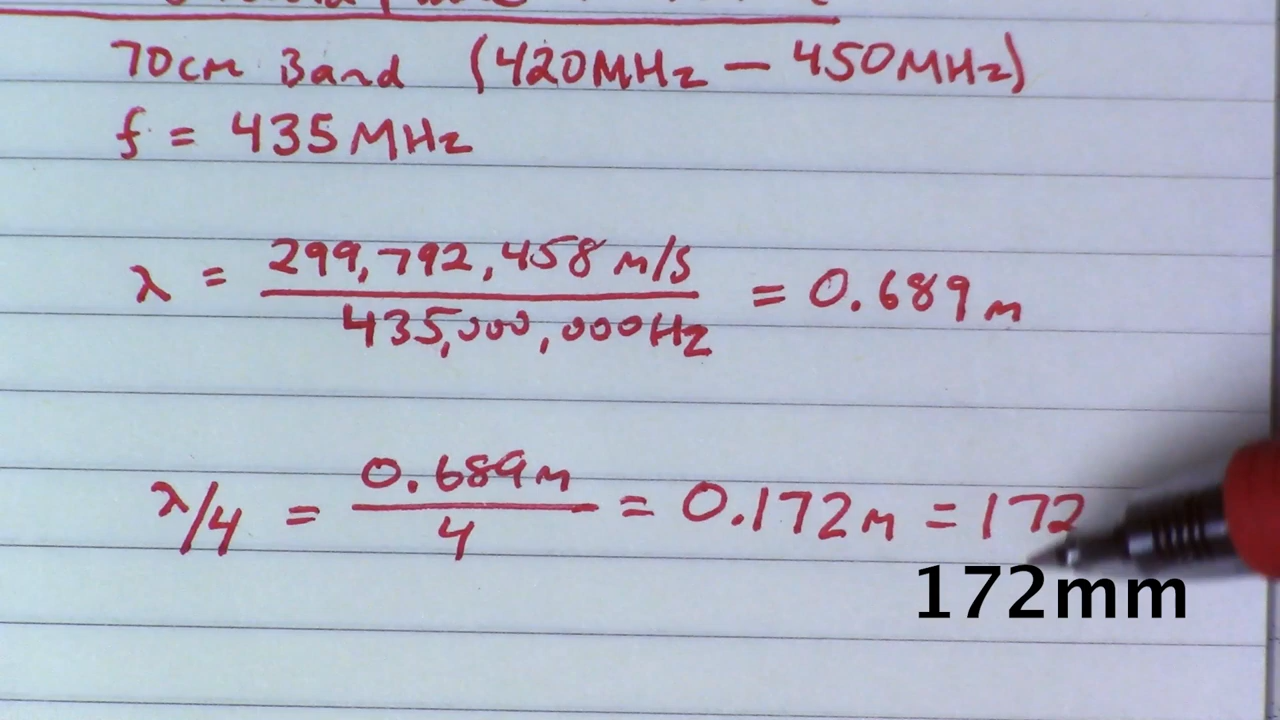 70cm Band (420MHz – 450MHz)
f = 435MHz
λ = 299,792,458 m/s / 435,000,000Hz = 0.689m
λ/4 = 0.689m / 4 = 0.172m = 172
172mm